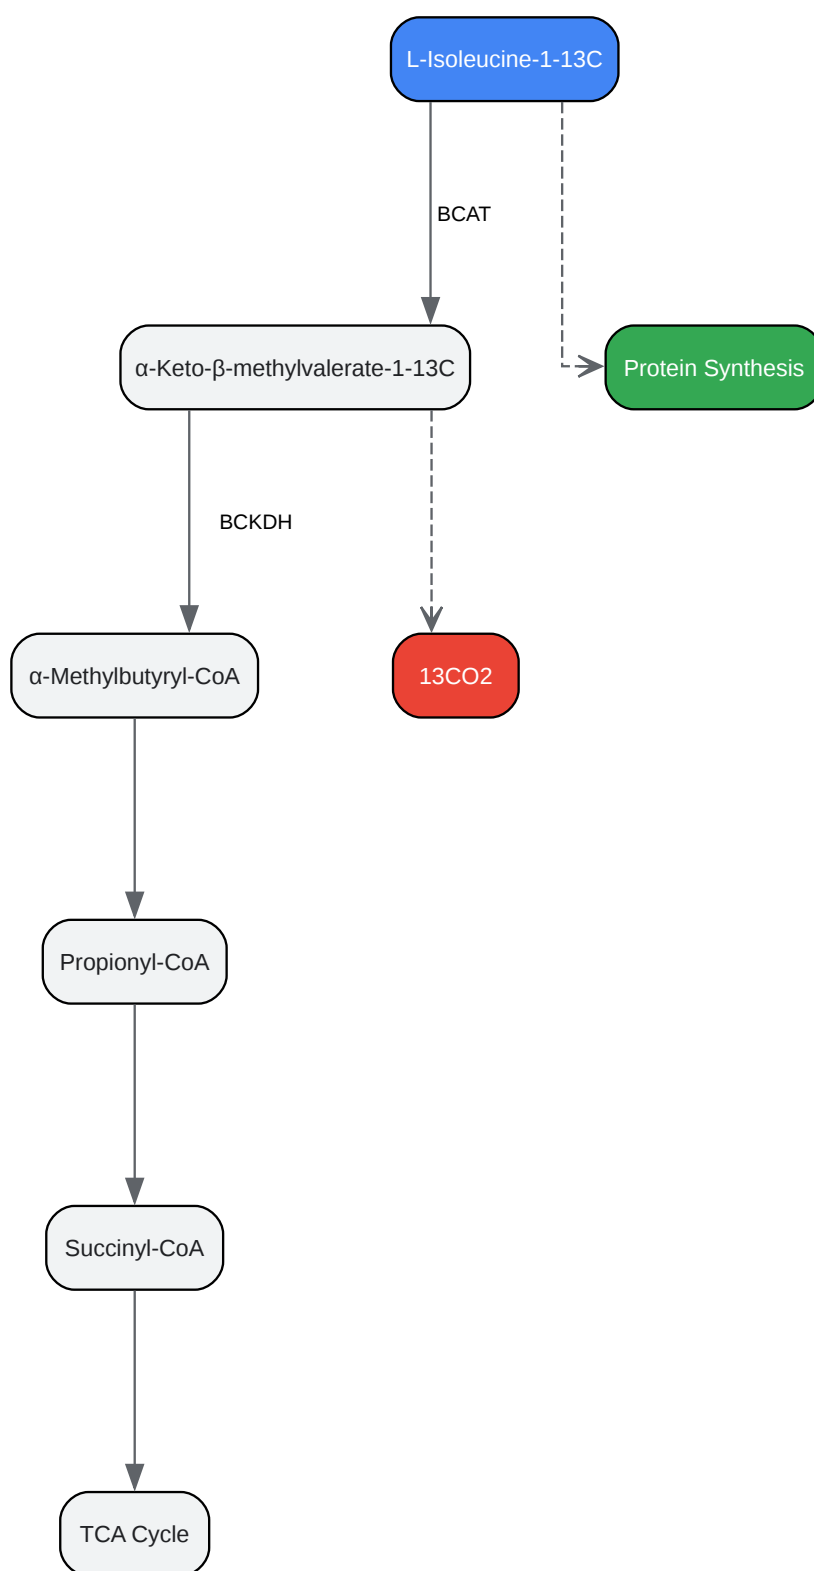 L-Isoleucine-1-13C
BCAT
α-Keto-β-methylvalerate-1-13C
Protein Synthesis
BCKDH
α-Methylbutyryl-CoA
13CO2
Propionyl-CoA
Succinyl-CoA
TCA Cycle